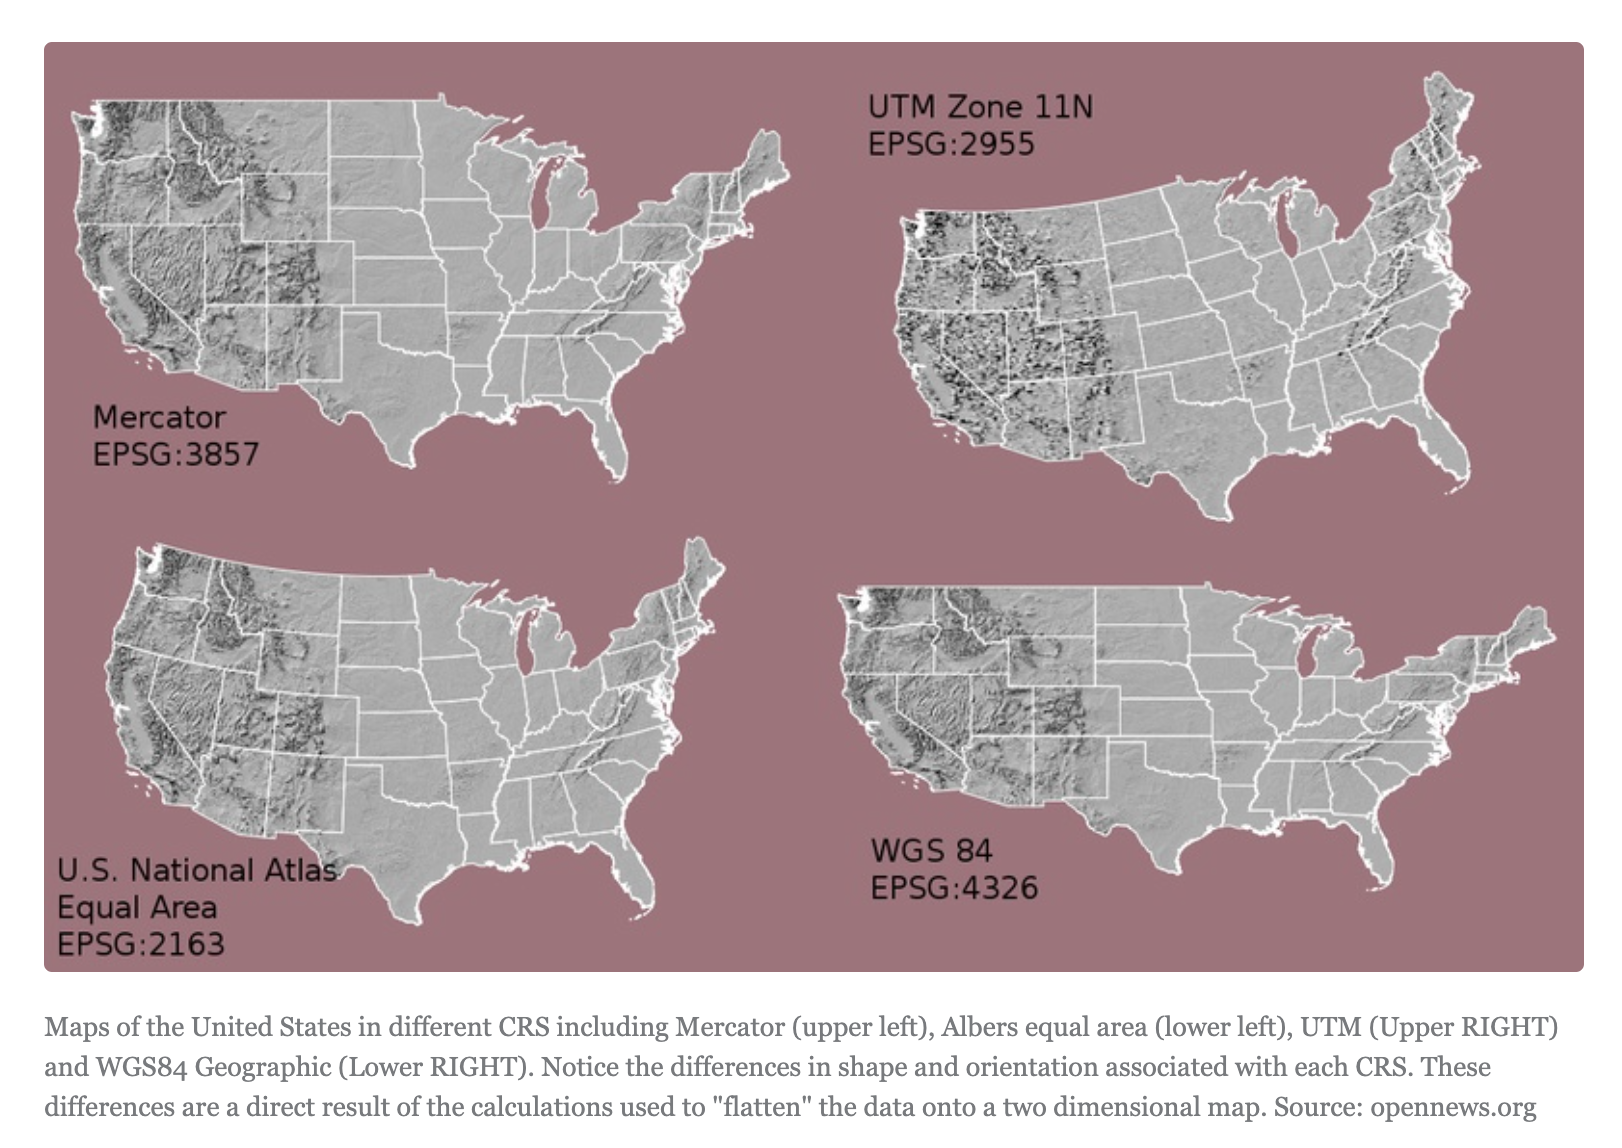 UTM Zone 11N
EPSG:2955
Mercator
EPSG:3857
U.S. National Atlas
Equal Area
EPSG:2163
WGS 84
EPSG:4326
Maps of the United States in different CRS including Mercator (upper left), Albers equal area (lower left), UTM (Upper RIGHT)
and WGS84 Geographic (Lower RIGHT). Notice the differences in shape and orientation associated with each CRS. These
differences are a direct result of the calculations used to "flatten" the data onto a two dimensional map. Source: opennews.org